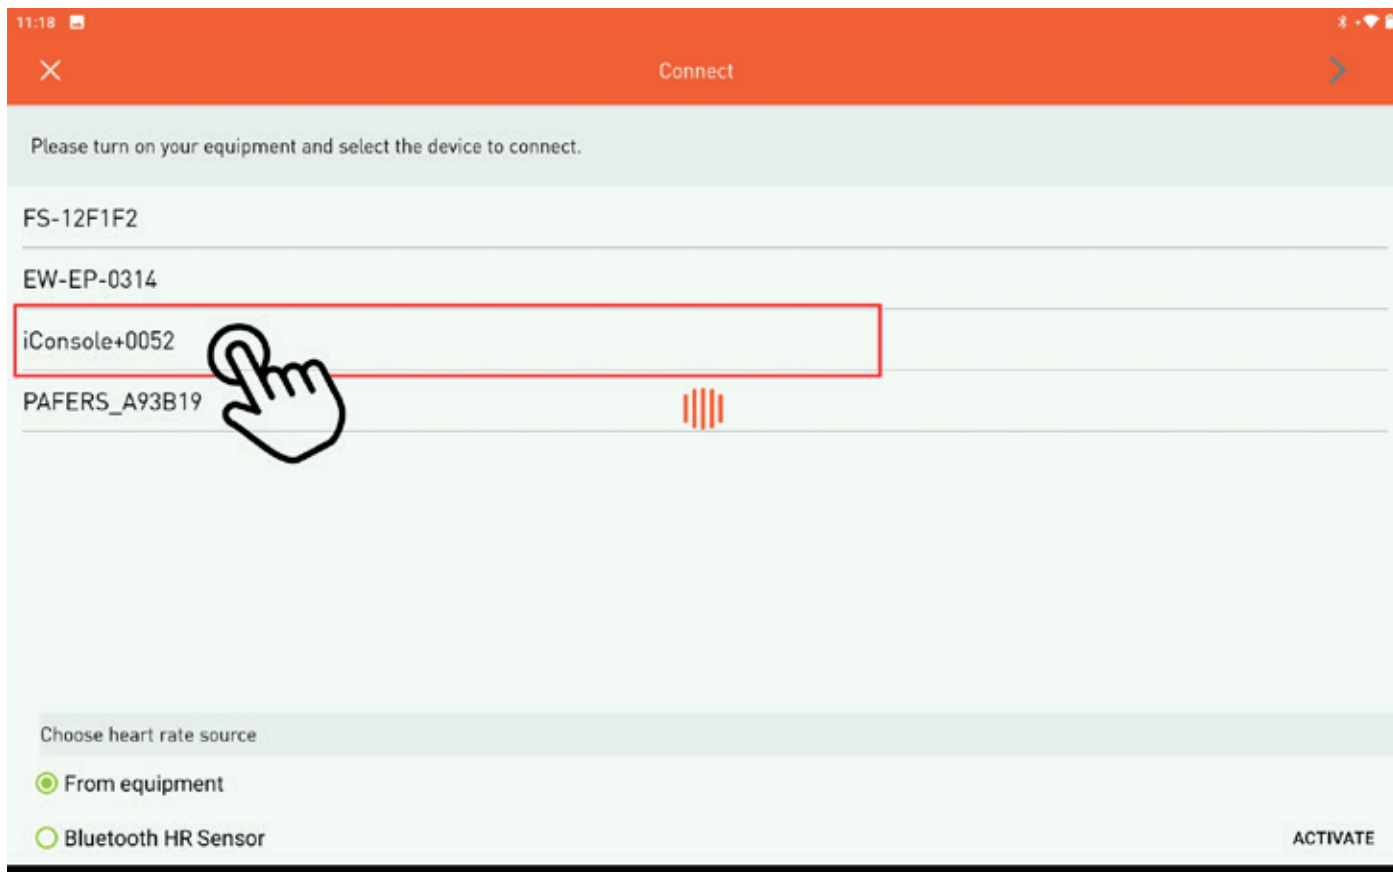 11:18
Connect
Please turn on your equipment and select the device to connect.
FS-12F1F2
EW-EP-0314
iConsole+0052
PAFERS_A93B19
Choose heart rate source
From equipment
Bluetooth HR Sensor
ACTIVATE